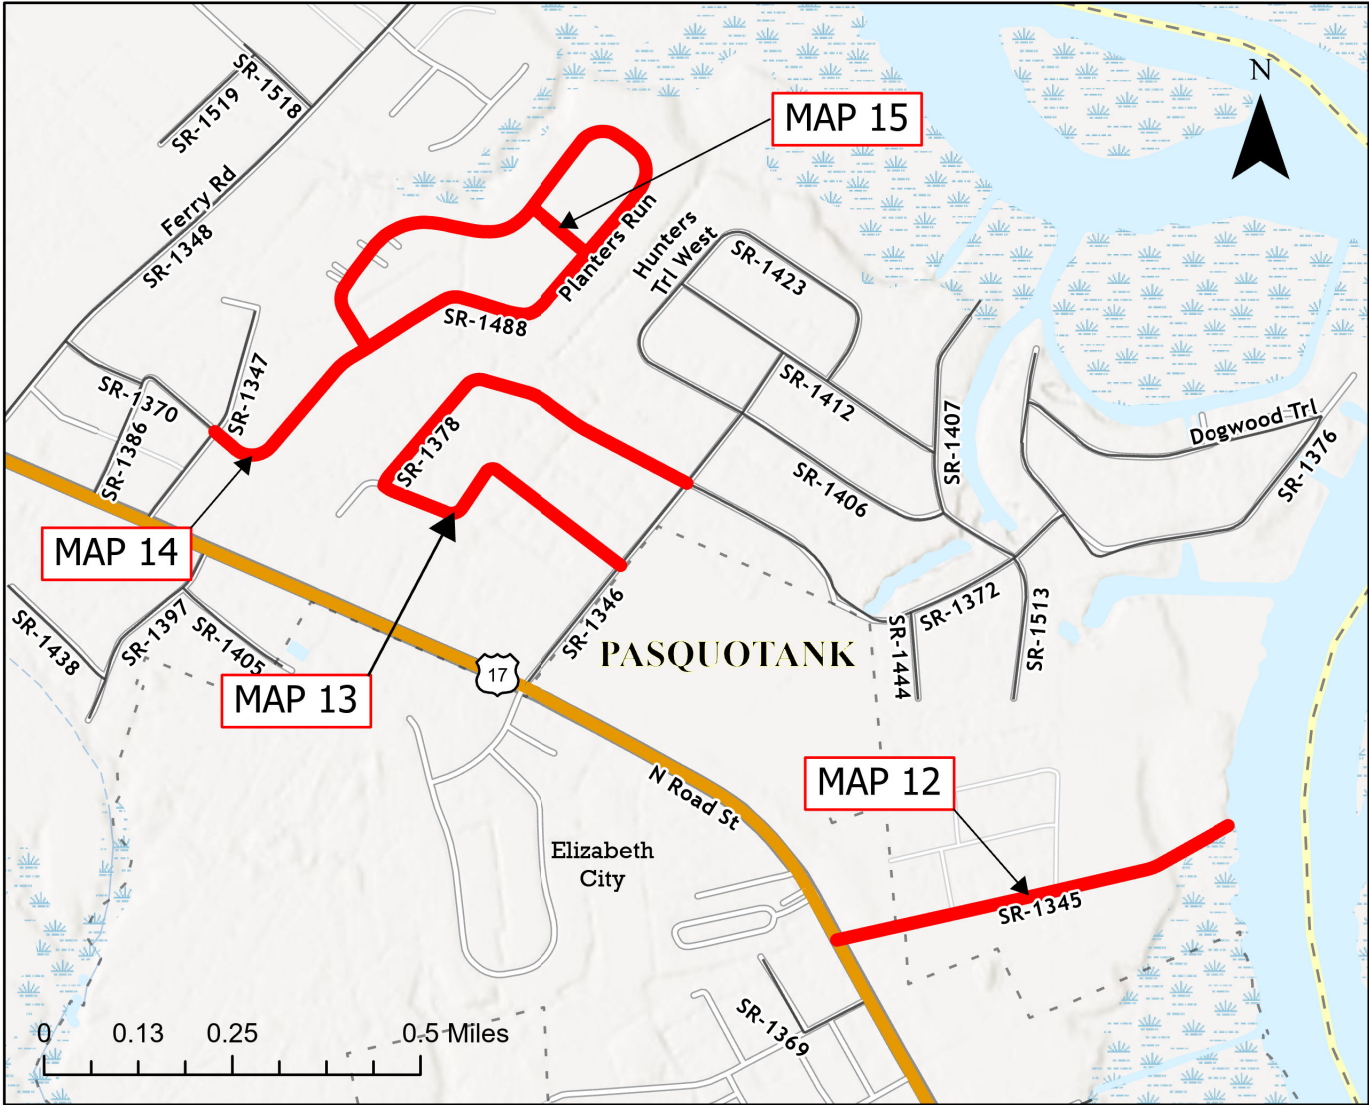 N
SR-1518
SR-1519
MAP 15
Ferry Rd
SR-1348
Planters Run
Hunters
Trl West
SR-1423
SR-1488
SR-1347
SR-1370
SR-1386
SR-1412
SR-1407
Dogwood Trl
SR-1376
SR-1378
SR-1406
MAP 14
SR-1438
SR-1397
SR-1405
SR-1346
SR-1372
SR-1444
SR-1513
PASQUOTANK
17
MAP 13
N Road St
MAP 12
Elizabeth
City
SR-1345
SR-1369
0 0.13 0.25 0.5 Miles